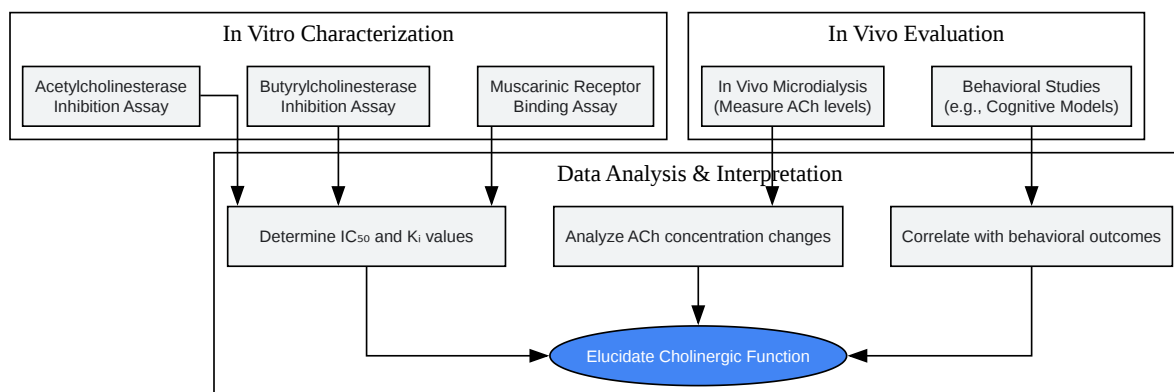 In Vitro Characterization
Acetylcholinesterase
Inhibition Assay
Butyrylcholinesterase
Inhibition Assay
Muscarinic Receptor
Binding Assay
In Vivo Evaluation
In Vivo Microdialysis
(Measure ACh levels)
Behavioral Studies
(e.g., Cognitive Models)
Data Analysis & Interpretation
Determine IC₅₀ and Kᵢ values
Analyze ACh concentration changes
Correlate with behavioral outcomes
Elucidate Cholinergic Function